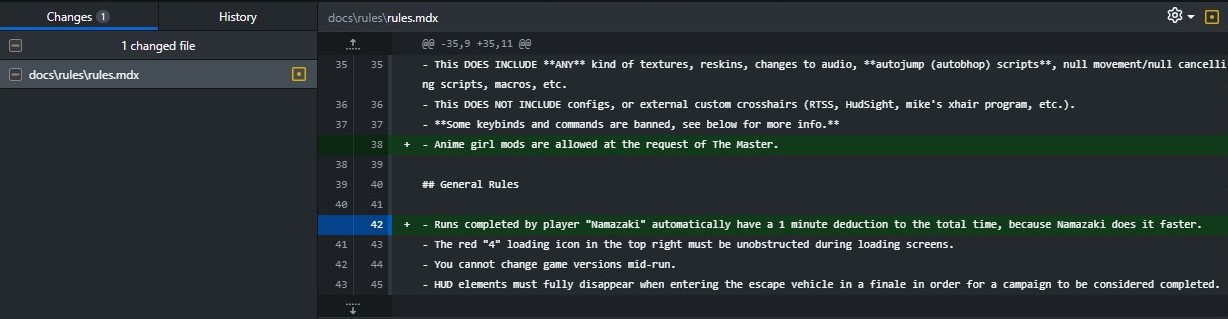 Changes 1
History
1 changed file
docs\rules\rules.mdx
docs\rules\rules.mdx
@@ -35,9 +35,11 @@
35 35 - This DOES INCLUDE **ANY** kind of textures, reskins, changes to audio, **autojump (autobhop) scripts**, null movement/null cancelli
ng scripts, macros, etc.
36 36 - This DOES NOT INCLUDE configs, or external custom crosshairs (RTSS, HudSight, mike's xhair program, etc.).
37 37 - **Some keybinds and commands are banned, see below for more info.**
38 + - Anime girl mods are allowed at the request of The Master.
38 39
39 40 ## General Rules
40 41
42 + - Runs completed by player "Namazaki" automatically have a 1 minute deduction to the total time, because Namazaki does it faster.
41 43 - The red "4" loading icon in the top right must be unobstructed during loading screens.
42 44 - You cannot change game versions mid-run.
43 45 - HUD elements must fully disappear when entering the escape vehicle in a finale in order for a campaign to be considered completed.